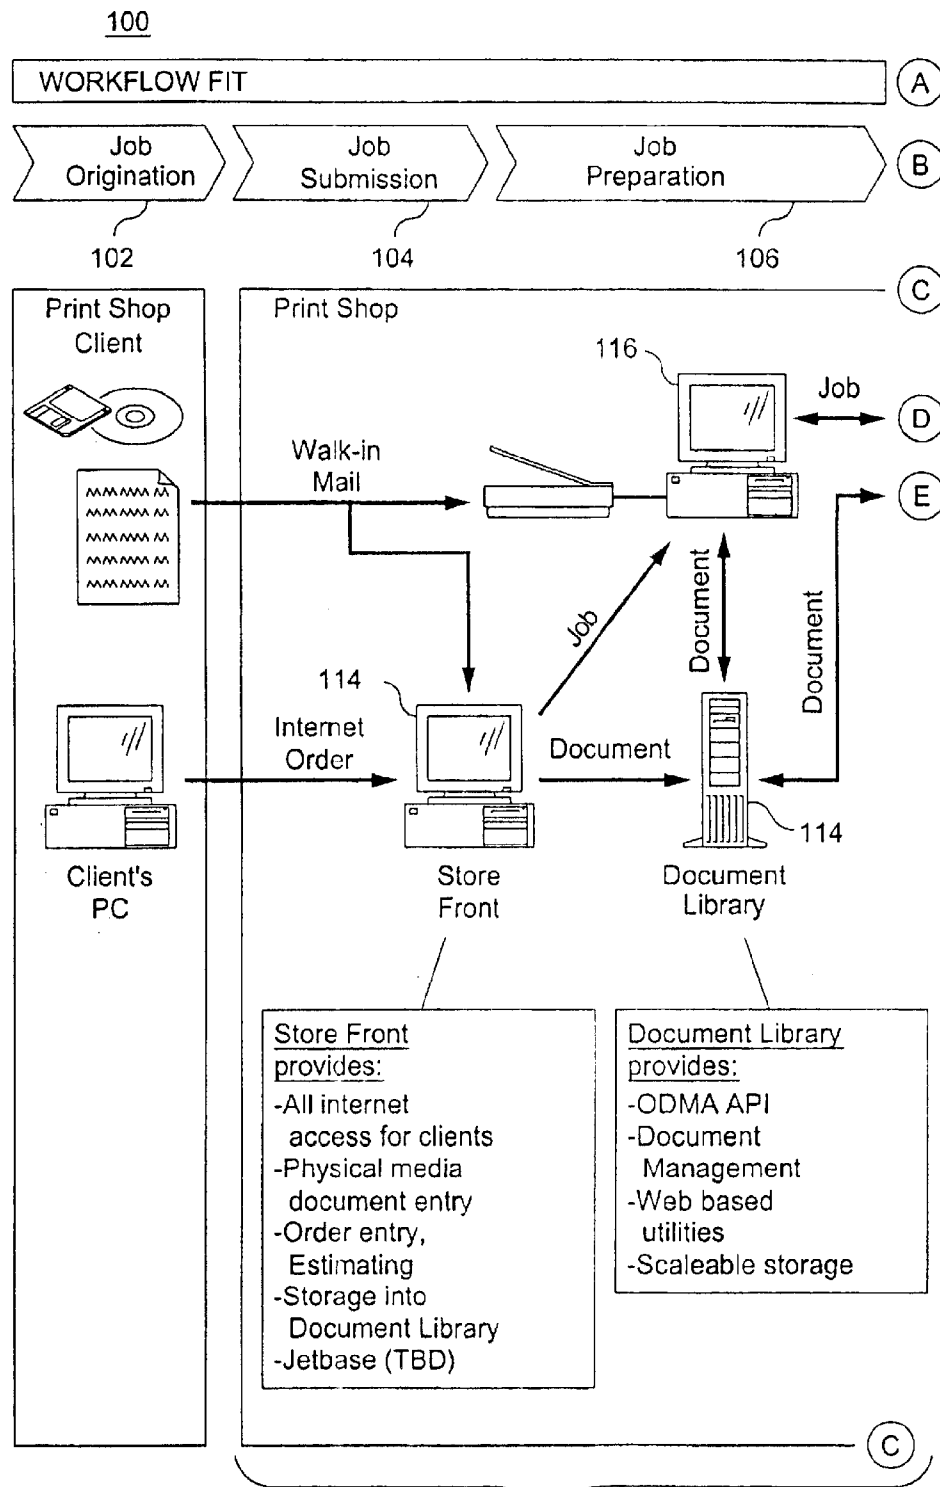 100
WORKFLOW FIT
A
Job
Origination
Job
Submission
Job
Preparation
B
102
104
106
C
Print Shop
Client
Print Shop
116
Job
D
Walk-in
Mail
E
Job
Document
Document
114
Internet
Order
Document
114
Client's
PC
Store
Front
Document
Library
Store Front
provides:
-All internet
access for clients
-Physical media
document entry
-Order entry,
Estimating
-Storage into
Document Library
-Jetbase (TBD)
Document Library
provides:
-ODMA API
-Document
Management
-Web based
utilities
-Scaleable storage
C